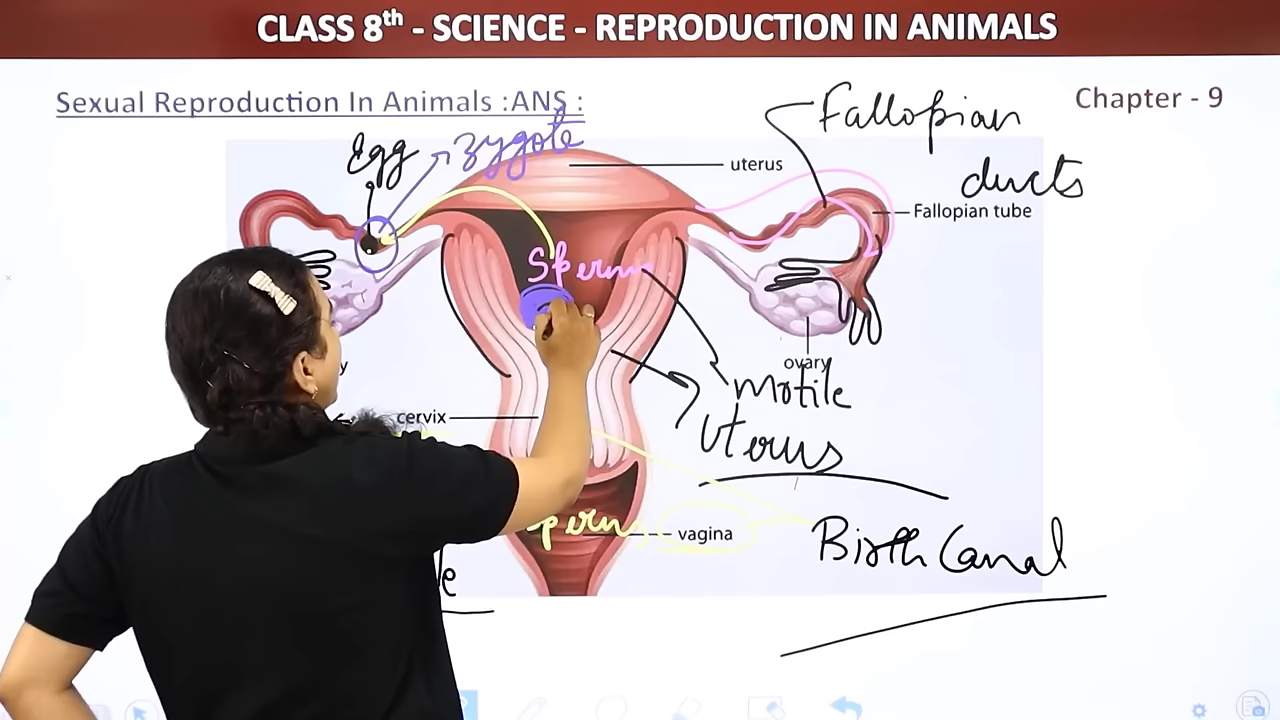 CLASS 8th - SCIENCE - REPRODUCTION IN ANIMALS
Sexual Reproduction In Animals :ANS :
Chapter - 9
Fallopian
ducts
Egg
zygote
uterus
Fallopian tube
Sperm
ovary
motile
cervix
Uterus
vagina
Birth Canal